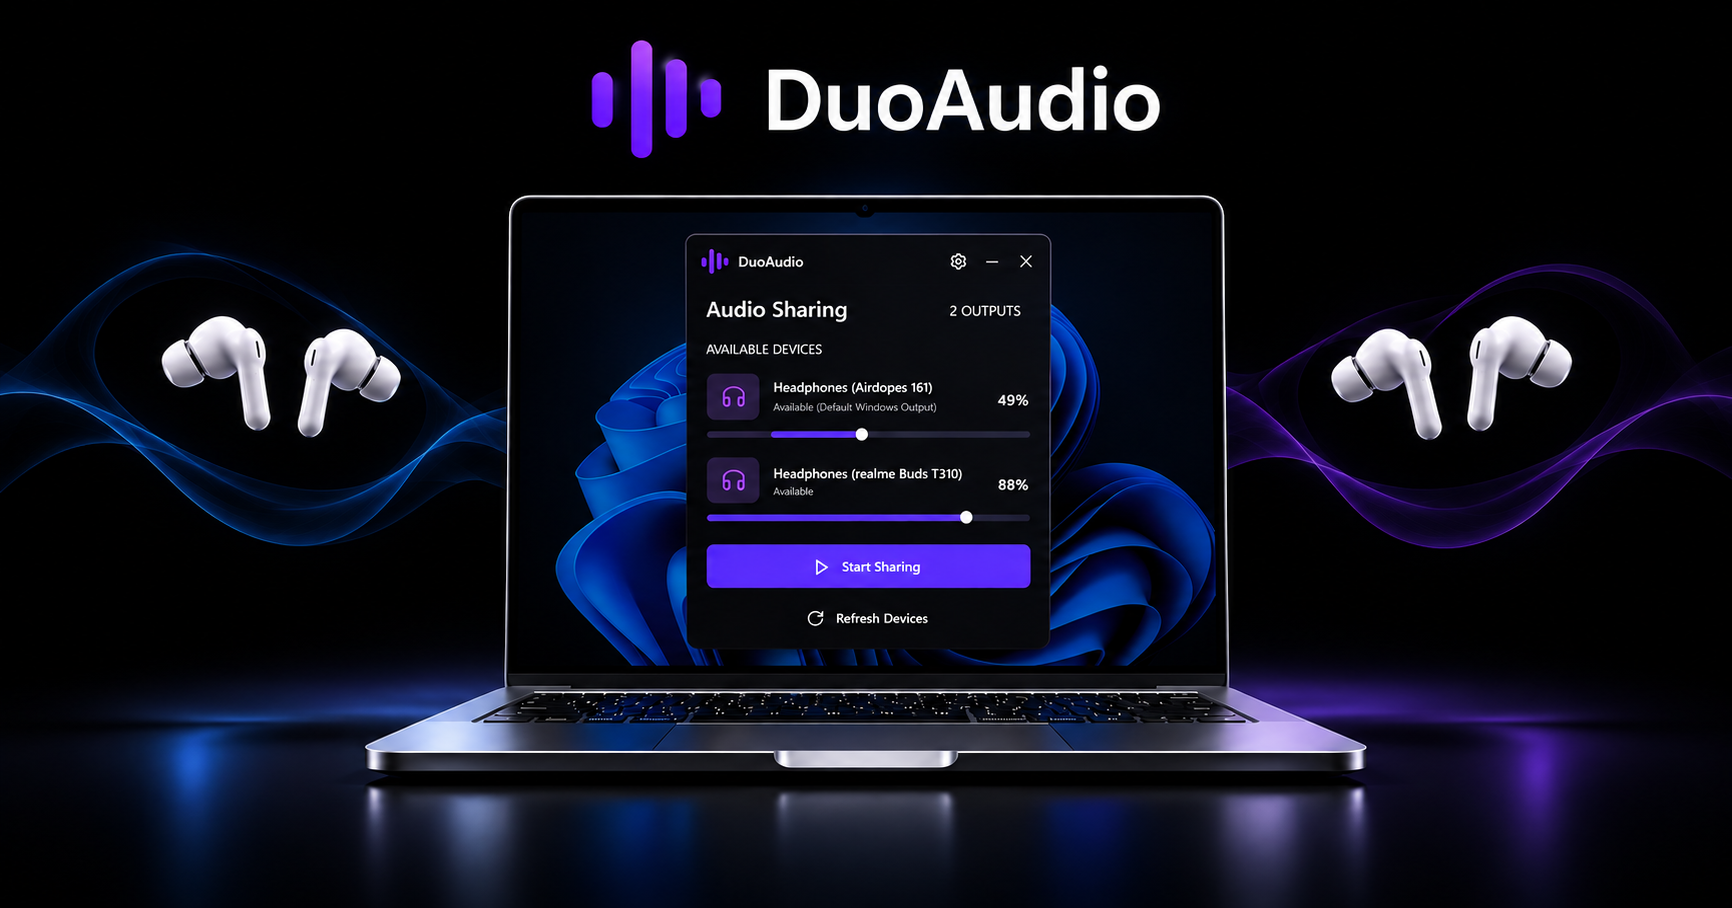 DuoAudio
DuoAudio
Audio Sharing
2 OUTPUTS
AVAILABLE DEVICES
Headphones (Airdopes 161)
Available (Default Windows Output)
49%
Headphones (realme Buds T310)
Available
88%
Start Sharing
Refresh Devices